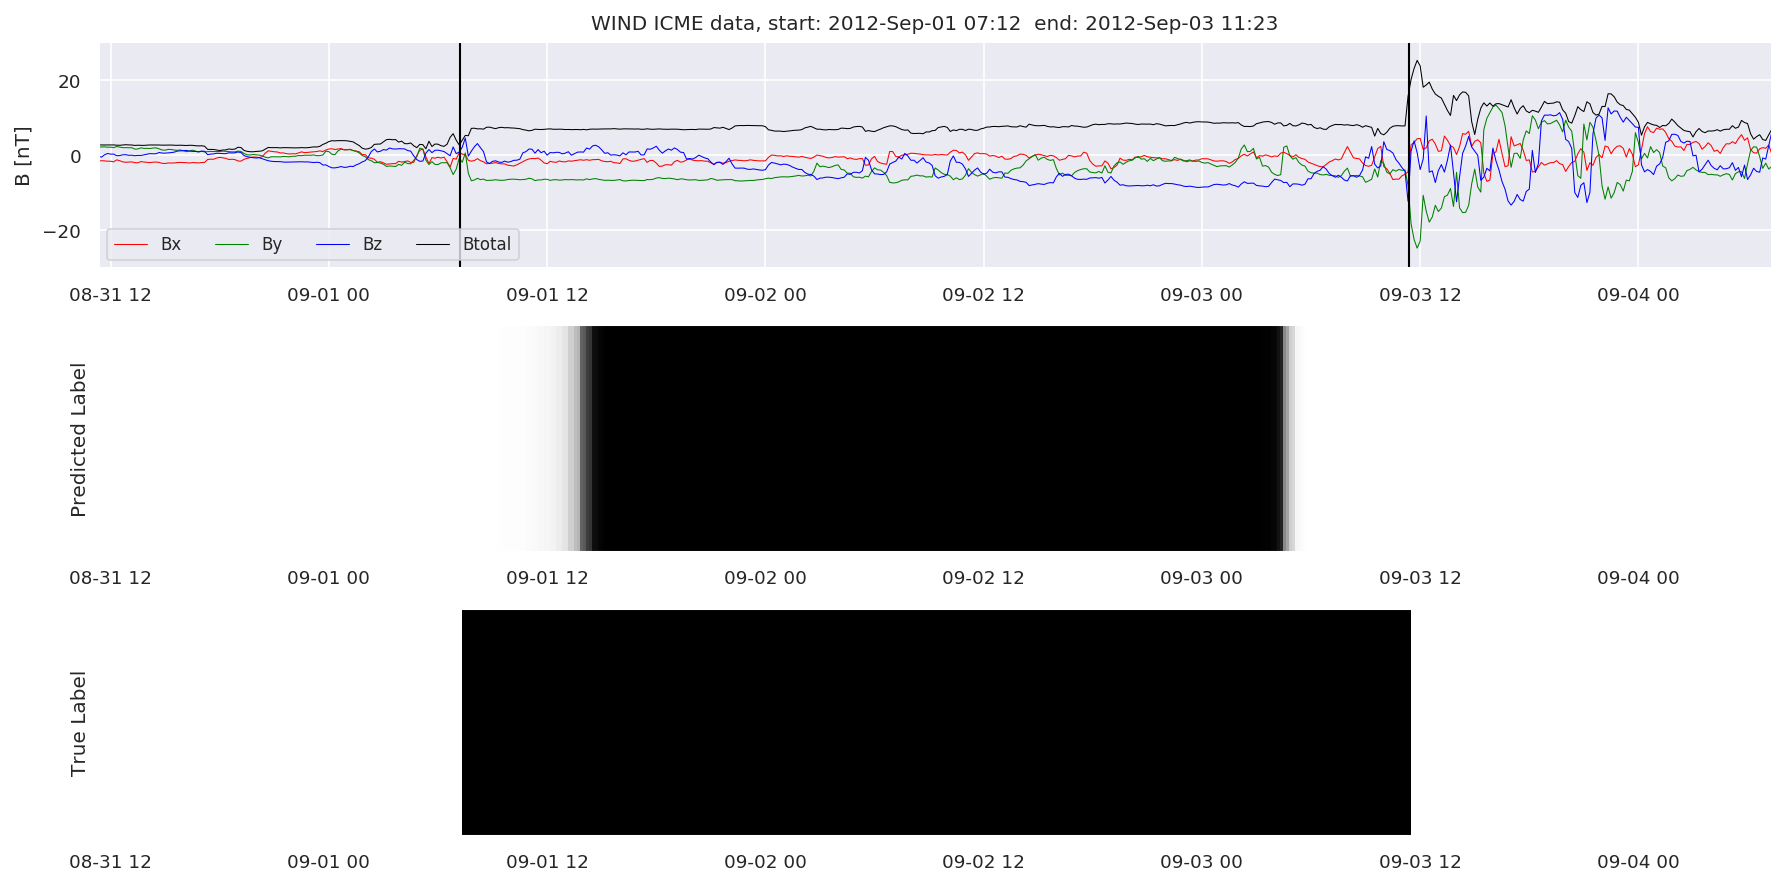 WIND ICME data, start: 2012-Sep-01 07:12  end: 2012-Sep-03 11:23
B [nT]
20
0
−20
Bx By Bz Btotal
08-31 12 09-01 00 09-01 12 09-02 00 09-02 12 09-03 00 09-03 12 09-04 00
Predicted Label
08-31 12 09-01 00 09-01 12 09-02 00 09-02 12 09-03 00 09-03 12 09-04 00
True Label
08-31 12 09-01 00 09-01 12 09-02 00 09-02 12 09-03 00 09-03 12 09-04 00